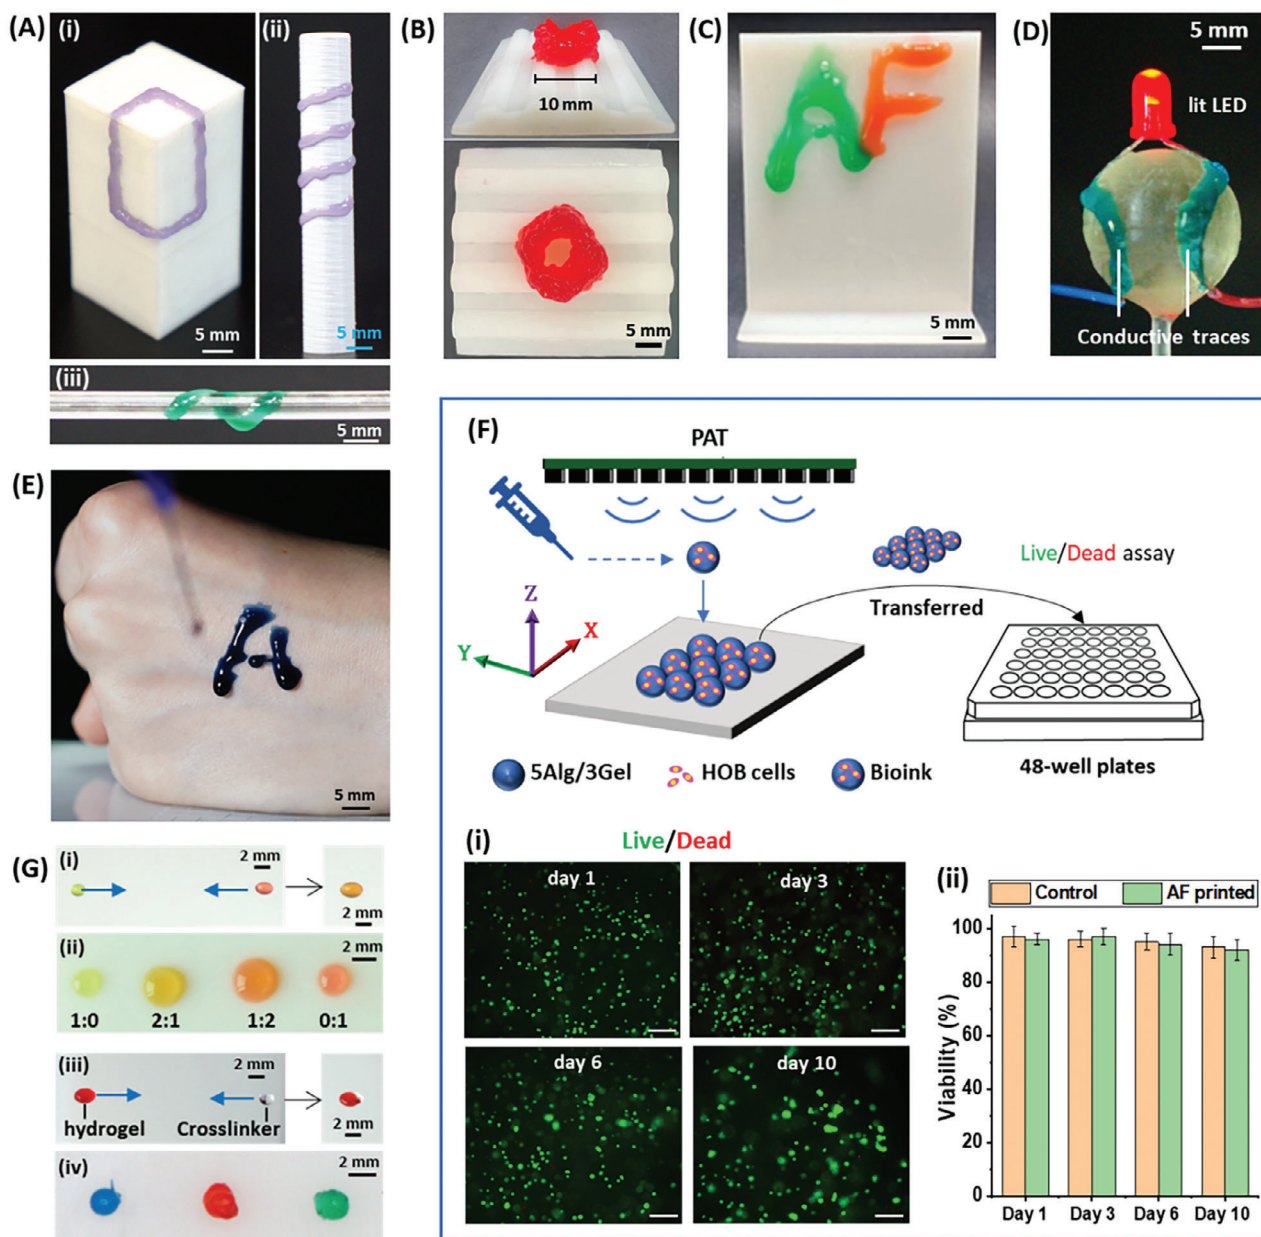 (A)
(i)
5 mm
(ii)
5 mm
(iii)
5 mm
(B)
10 mm
5 mm
(C)
AF
5 mm
(D)
5 mm
lit LED
Conductive traces
(E)
A
5 mm
(F)
PAT
Z
X
Y
Live/Dead assay
Transferred
5Alg/3Gel
HOB cells
Bioink
48-well plates
(i)
Live/Dead
day 1
day 3
day 6
day 10
(ii)
Control
AF printed
Viability (%)
100
80
60
40
20
0
Day 1
Day 3
Day 6
Day 10
(G)
(i)
2 mm
2 mm
(ii)
2 mm
1:0
2:1
1:2
0:1
(iii)
2 mm
hydrogel
Crosslinker
2 mm
(iv)
2 mm